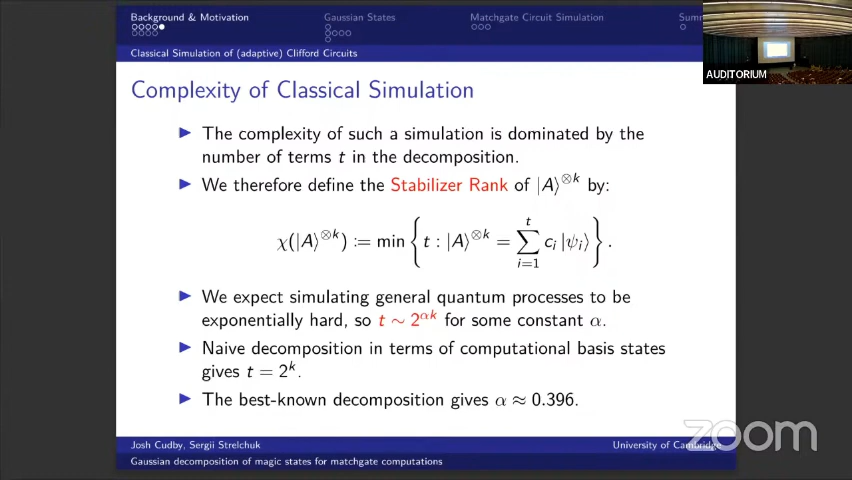 Background & Motivation
Gaussian States
Matchgate Circuit Simulation
Classical Simulation of (adaptive) Clifford Circuits
AUDITORIUM
Complexity of Classical Simulation
The complexity of such a simulation is dominated by the
number of terms t in the decomposition.
We therefore define the Stabilizer Rank of |A⟩^{⊗k} by:
χ(|A⟩^{⊗k}) := min { t : |A⟩^{⊗k} = ∑_{i=1}^{t} c_i |ψ_i⟩ } .
We expect simulating general quantum processes to be
exponentially hard, so t ∼ 2^{αk} for some constant α.
Naive decomposition in terms of computational basis states
gives t = 2^k.
The best-known decomposition gives α ≈ 0.396.
Josh Cudby, Sergii Strelchuk
University of Cambridge
Gaussian decomposition of magic states for matchgate computations
zoom